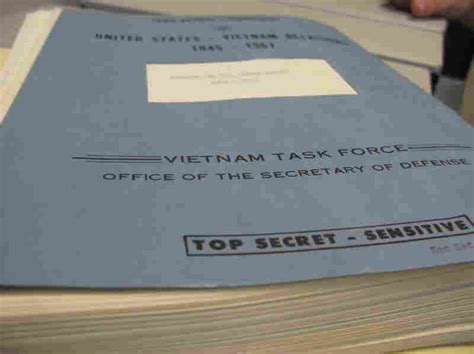 UNITED STATES - VIETNAM RELATIONS
1945 - 1967
VIETNAM TASK FORCE
OFFICE OF THE SECRETARY OF DEFENSE
TOP SECRET - SENSITIVE